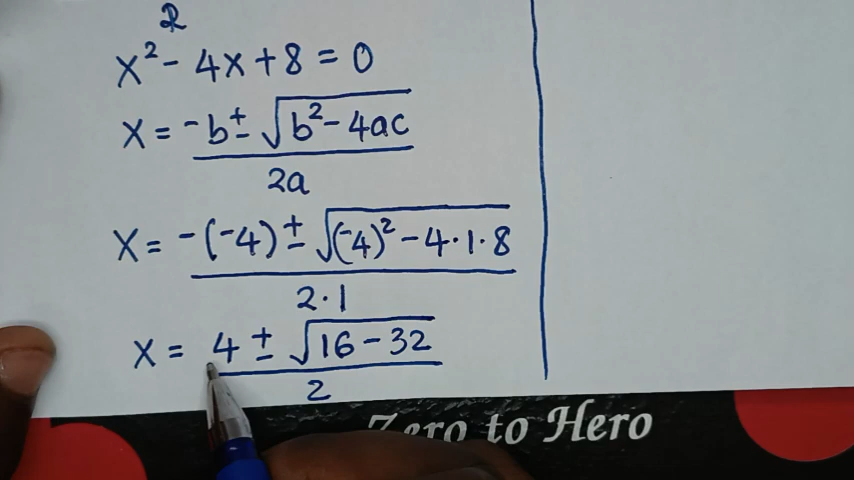 R
x² - 4x + 8 = 0
x = -b ± √(b² - 4ac) / 2a
x = -(-4) ± √((-4)² - 4·1·8) / 2·1
x = 4 ± √(16 - 32) / 2
Zero to Hero